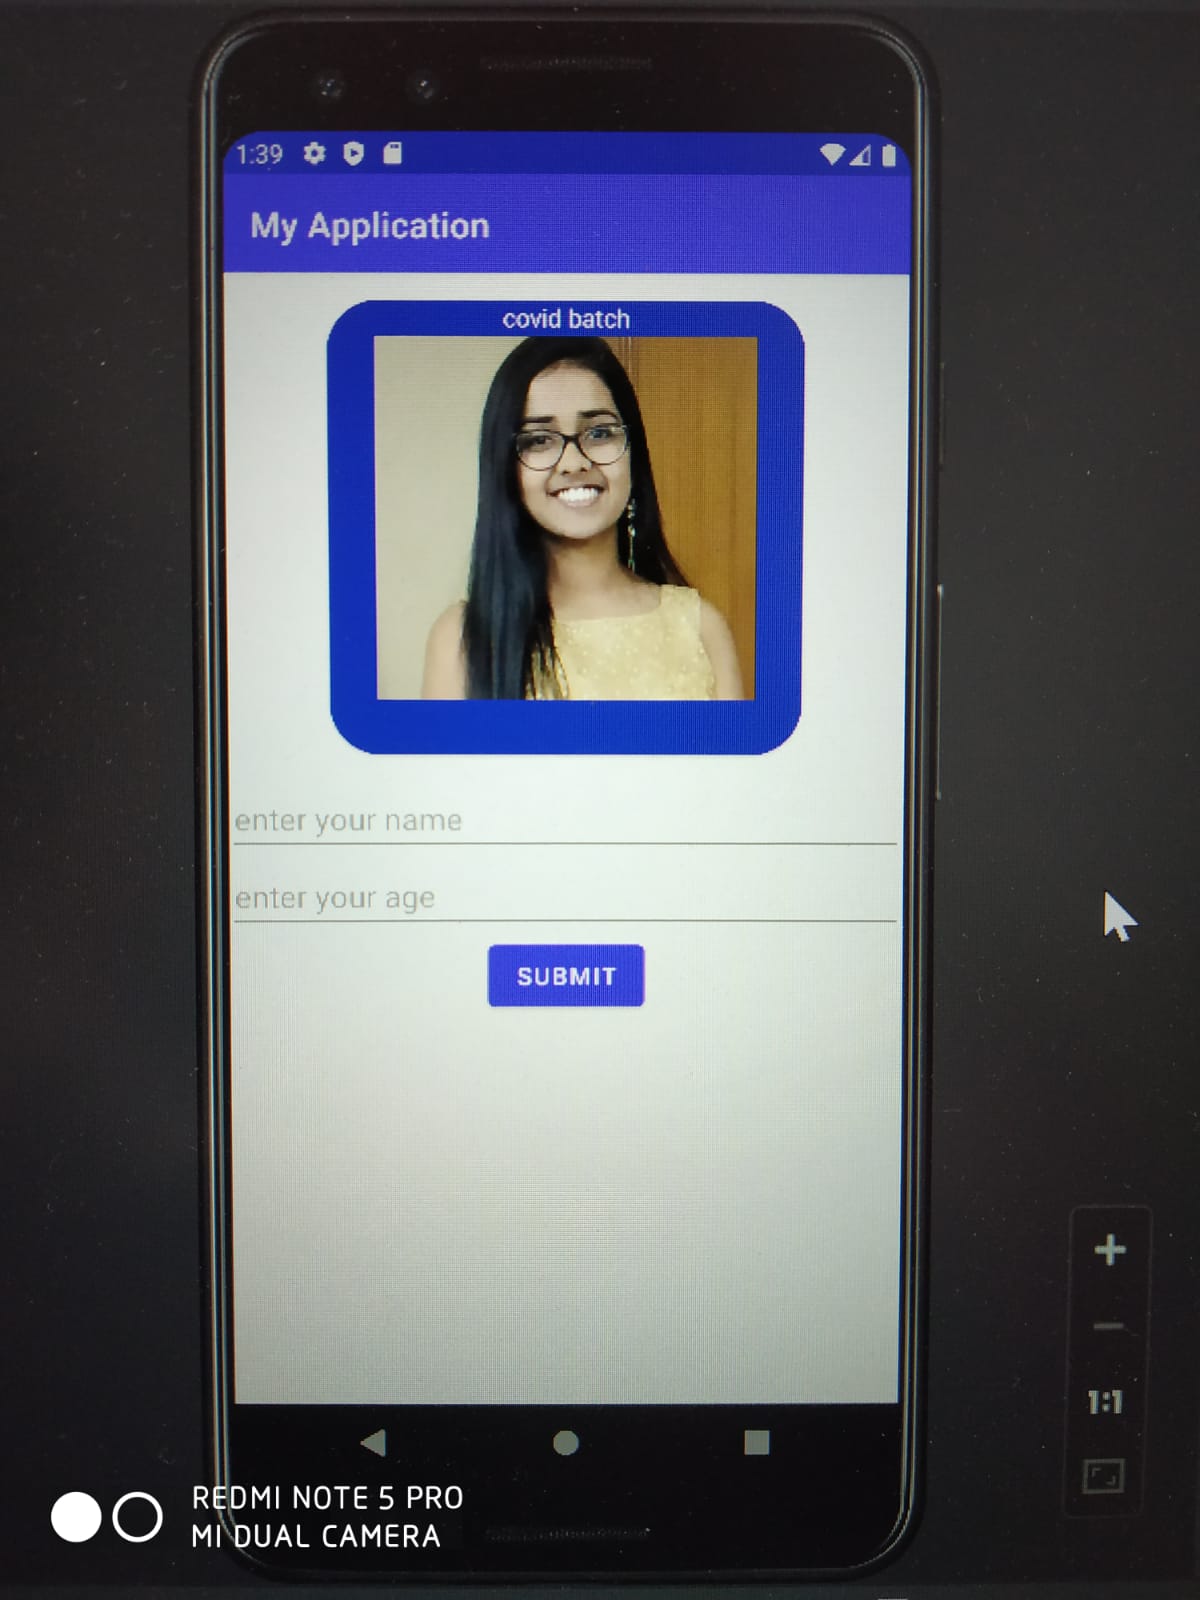 1:39
My Application
covid batch
enter your name
enter your age
SUBMIT
1:1
REDMI NOTE 5 PRO
MI DUAL CAMERA